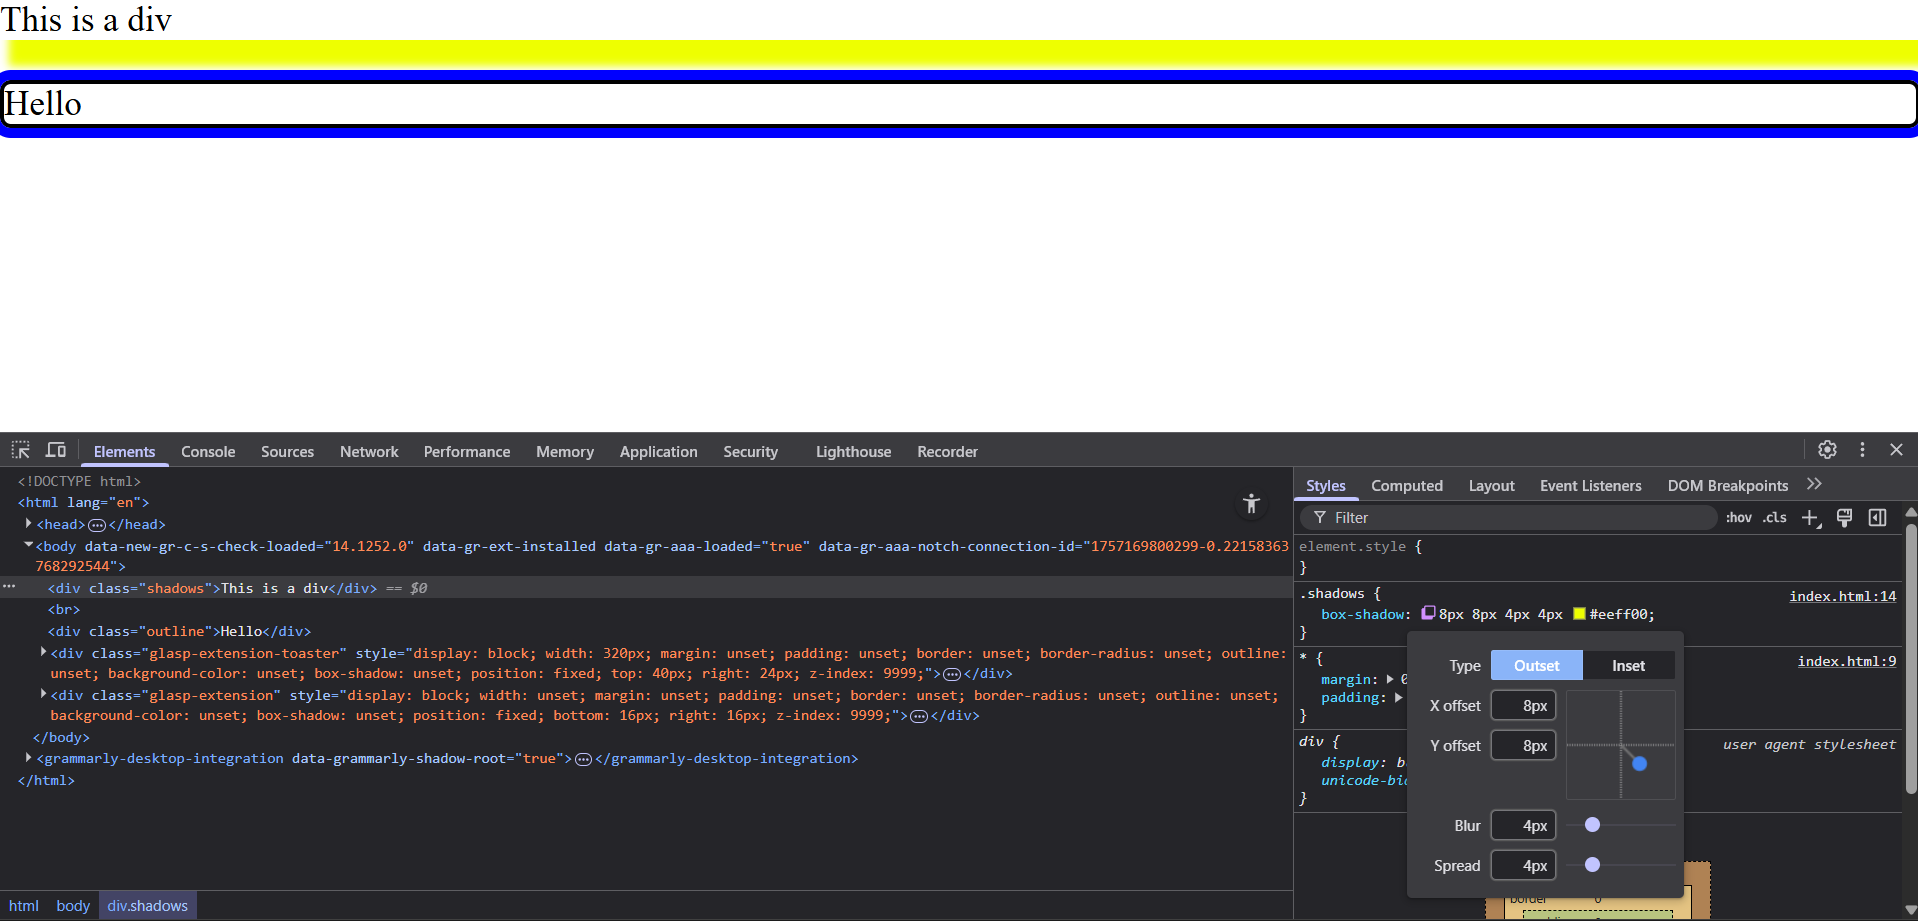 This is a div
Hello
Elements Console Sources Network Performance Memory Application Security Lighthouse Recorder
<!DOCTYPE html>
<html lang="en">
<head></head>
<body data-new-gr-c-s-check-loaded="14.1252.0" data-gr-ext-installed data-gr-aaa-loaded="true" data-gr-aaa-notch-connection-id="1757169800299-0.22158363
768292544">
<div class="shadows">This is a div</div> == $0
<br>
<div class="outline">Hello</div>
<div class="glasp-extension-toaster" style="display: block; width: 320px; margin: unset; padding: unset; border: unset; border-radius: unset; outline:
unset; background-color: unset; box-shadow: unset; position: fixed; top: 40px; right: 24px; z-index: 9999;"></div>
<div class="glasp-extension" style="display: block; width: unset; margin: unset; padding: unset; border: unset; border-radius: unset; outline: unset;
background-color: unset; box-shadow: unset; position: fixed; bottom: 16px; right: 16px; z-index: 9999;"></div>
</body>
<grammarly-desktop-integration data-grammarly-shadow-root="true"></grammarly-desktop-integration>
</html>
html body div.shadows
Styles Computed Layout Event Listeners DOM Breakpoints
Filter :hov .cls
element.style {
}
.shadows { index.html:14
box-shadow: 8px 8px 4px 4px #eeff00;
}
* { index.html:9
margin: 0
padding:
}
div { user agent stylesheet
display: b
unicode-bi
}
Type Outset Inset
X offset 8px
Y offset 8px
Blur 4px
Spread 4px
border